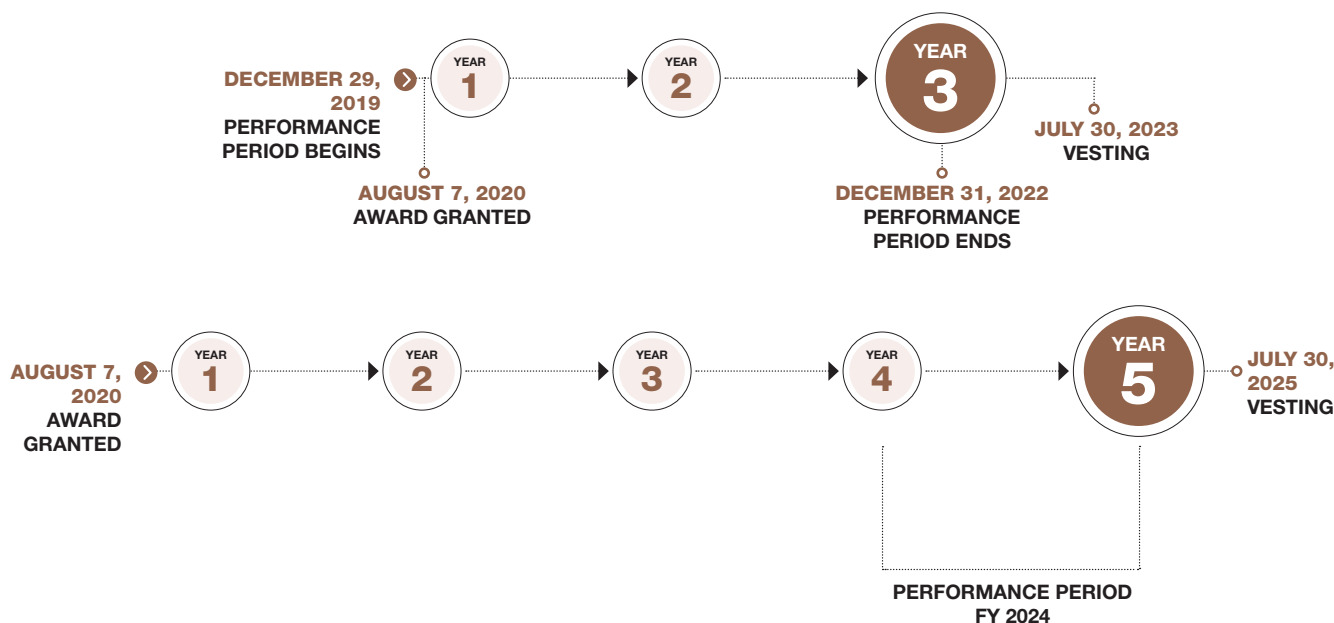 DECEMBER 29,
2019
PERFORMANCE
PERIOD BEGINS
YEAR
1
YEAR
2
YEAR
3
JULY 30, 2023
VESTING
AUGUST 7, 2020
AWARD GRANTED
DECEMBER 31, 2022
PERFORMANCE
PERIOD ENDS
AUGUST 7,
2020
AWARD
GRANTED
YEAR
1
YEAR
2
YEAR
3
YEAR
4
YEAR
5
JULY 30,
2025
VESTING
PERFORMANCE PERIOD
FY 2024